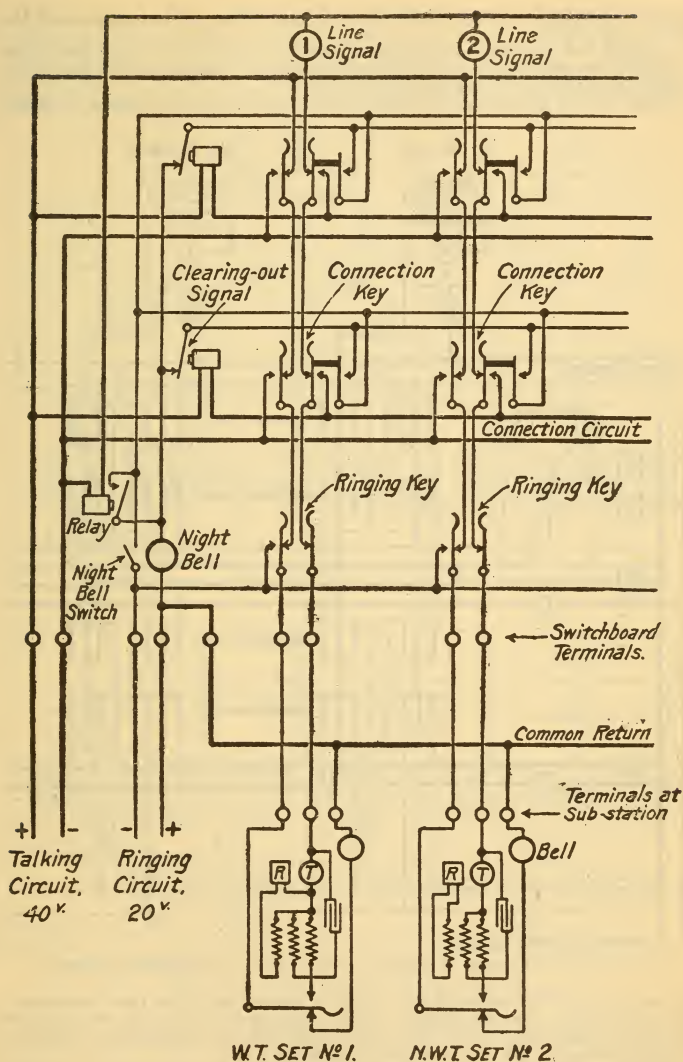 1
Line
Signal
2
Line
Signal
Clearing-out
Signal
Connection
Key
Connection
Key
Connection Circuit
Ringing Key
Ringing Key
Relay
Night
Bell
Night
Bell
Switch
Switchboard
Terminals.
Common Return
Terminals at
Sub-station
+
-
-
+
Bell
Talking
Circuit,
40 v.
Ringing
Circuit,
20 v.
R
T
R
T
W.T. SET No 1.
N.W.T. SET No 2.